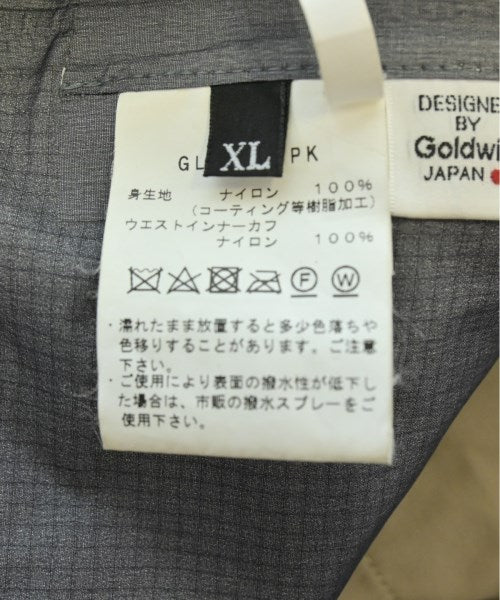 DESIGNE
BY
Goldwi
JAPAN
XL
GL PK
身生地 ナイロン 100%
(コーティング等樹脂加工)
ウエストインナーカフ
ナイロン 100%
F W
・濡れたまま放置すると多少色落ちや
色移りすることがあります。ご注意
下さい。
・ご使用により表面の撥水性が低下し
た場合は、市販の撥水スプレーをご
使用下さい。